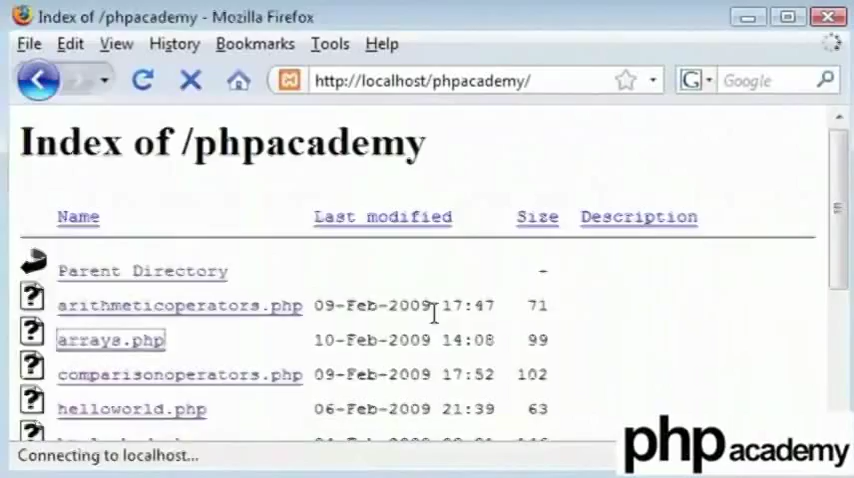 Index of /phpacademy - Mozilla Firefox
File Edit View History Bookmarks Tools Help
http://localhost/phpacademy/ G Google
Index of /phpacademy
Name Last modified Size Description
Parent Directory -
arithmeticoperators.php 09-Feb-2009 17:47 71
arrays.php 10-Feb-2009 14:08 99
comparisonoperators.php 09-Feb-2009 17:52 102
helloworld.php 06-Feb-2009 21:39 63
Connecting to localhost...
php academy